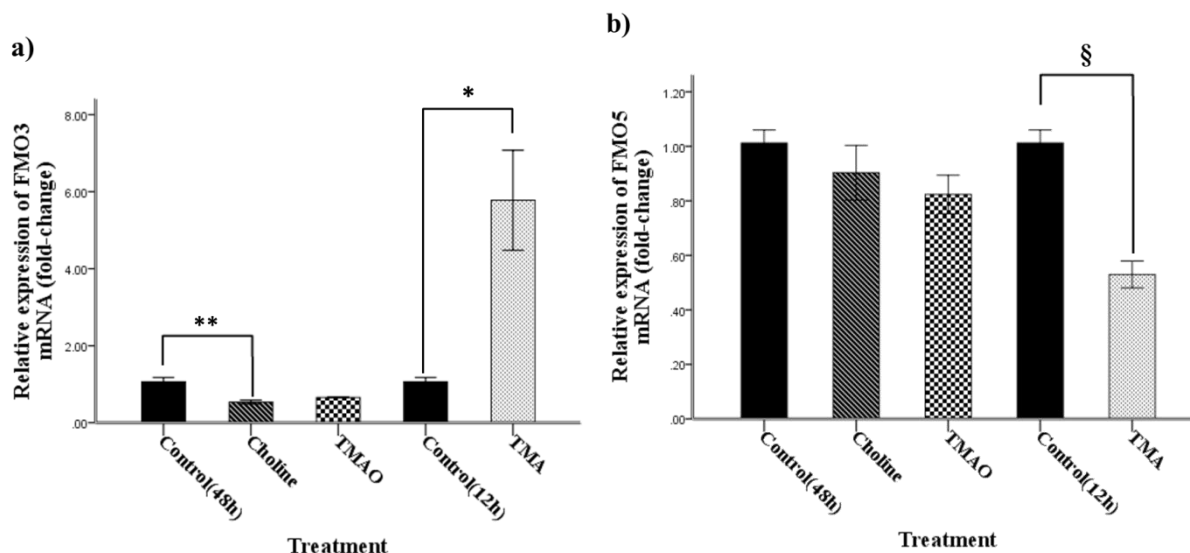 a)
Relative expression of FMO3
mRNA (fold-change)
8.00
6.00
4.00
2.00
.00
**
*
Control(48h)
Choline
TMAO
Control(12h)
TMA
Treatment
b)
Relative expression of FMO5
mRNA (fold-change)
1.20
1.00
.80
.60
.40
.20
.00
§
Control(48h)
Choline
TMAO
Control(12h)
TMA
Treatment